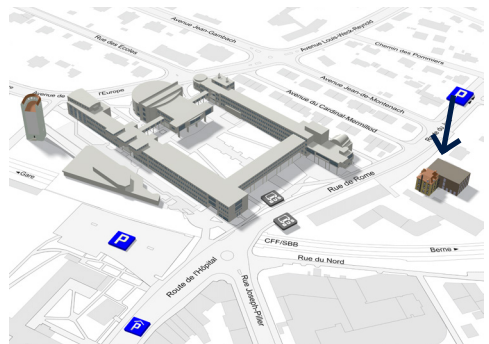 Avenue Jean-Gambach
Avenue Louis-Weck-Reynold
Rue des Ecoles
Chemin des Pommiers
Avenue de
l'Europe
Avenue Jean-de-Montenach
P
Avenue du Cardinal-Mermillod
Rue
◄Gare
Rue de Rome
P
CFF/SBB
Berne ►
Route de l'Hôpital
Rue du Nord
Rue Joseph-Piller
P